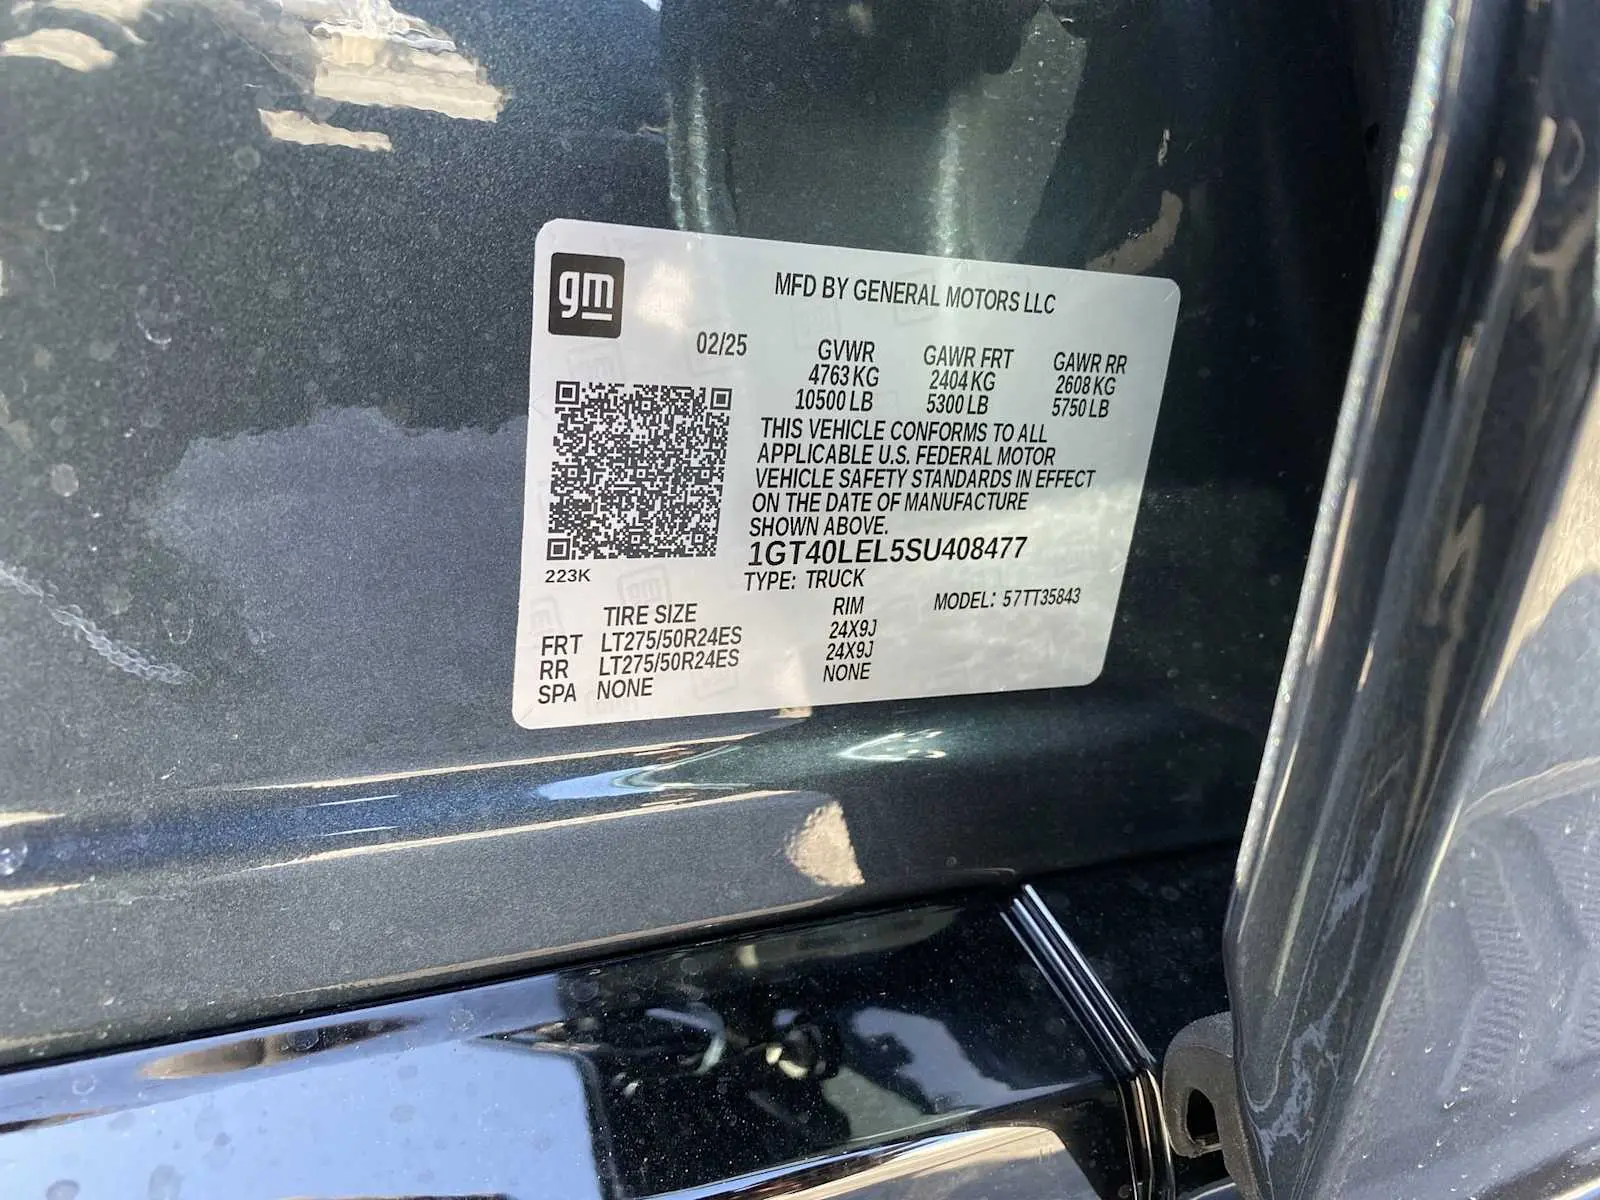 gm
MFD BY GENERAL MOTORS LLC
02/25 GVWR GAWR FRT GAWR RR
4763 KG 2404 KG 2608 KG
10500 LB 5300 LB 5750 LB
THIS VEHICLE CONFORMS TO ALL
APPLICABLE U.S. FEDERAL MOTOR
VEHICLE SAFETY STANDARDS IN EFFECT
ON THE DATE OF MANUFACTURE
SHOWN ABOVE.
1GT40LEL5SU408477
223K
TYPE: TRUCK
MODEL: 57TT35843
TIRE SIZE RIM
FRT LT275/50R24ES 24X9J
RR LT275/50R24ES 24X9J
SPA NONE NONE